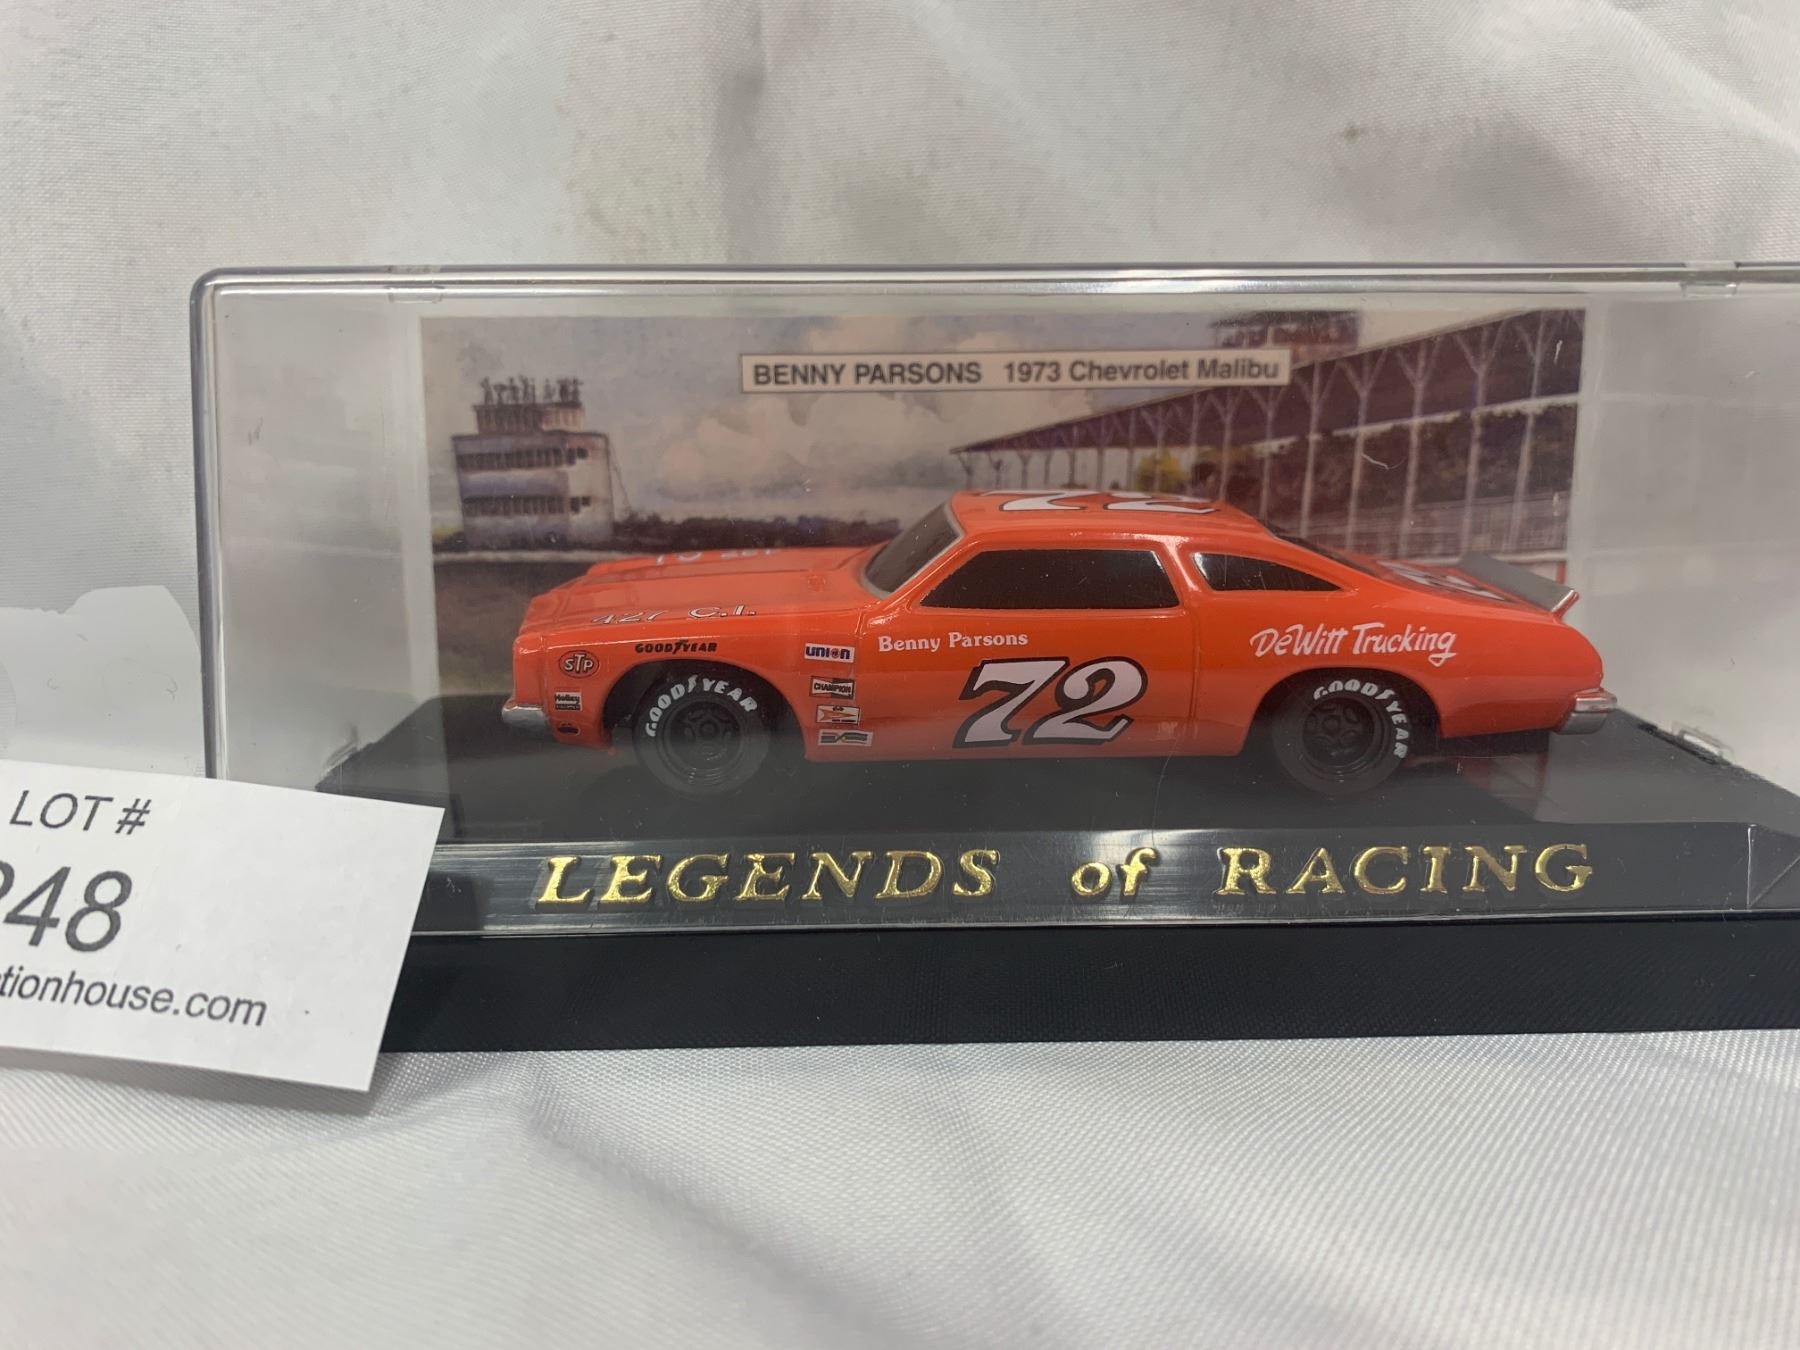 BENNY PARSONS 1973 Chevrolet Malibu
72
427 C.I.
GOODYEAR
STP
UNION
Benny Parsons
DeWitt Trucking
Holley
CHAMPION
72
GOODYEAR
GOODYEAR
LEGENDS of RACING
LOT #
248
tionhouse.com